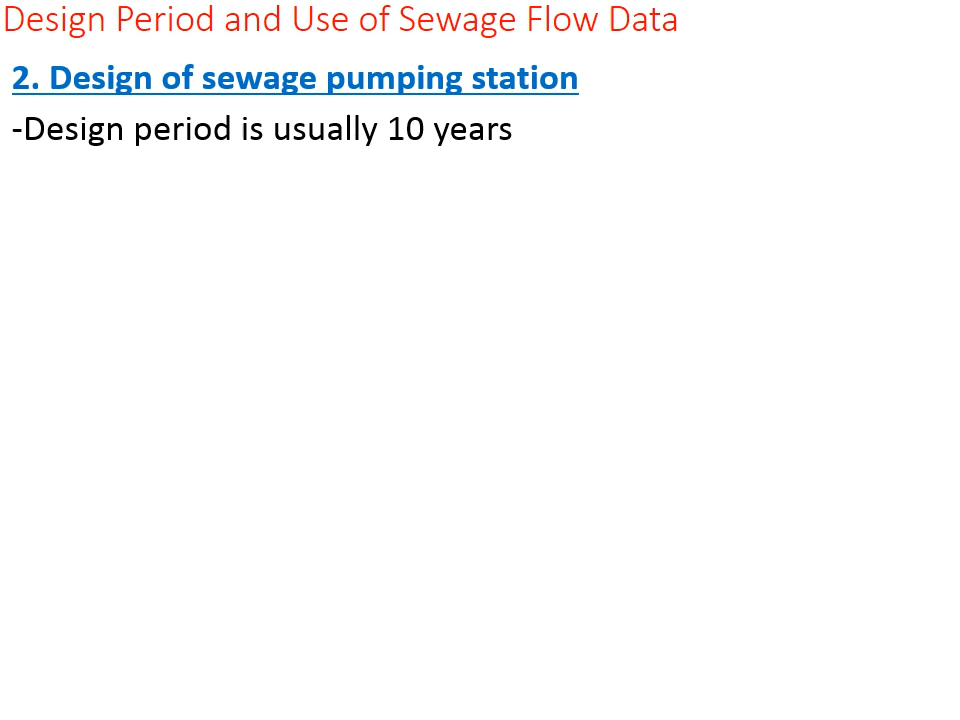 Design Period and Use of Sewage Flow Data
2. Design of sewage pumping station
-Design period is usually 10 years